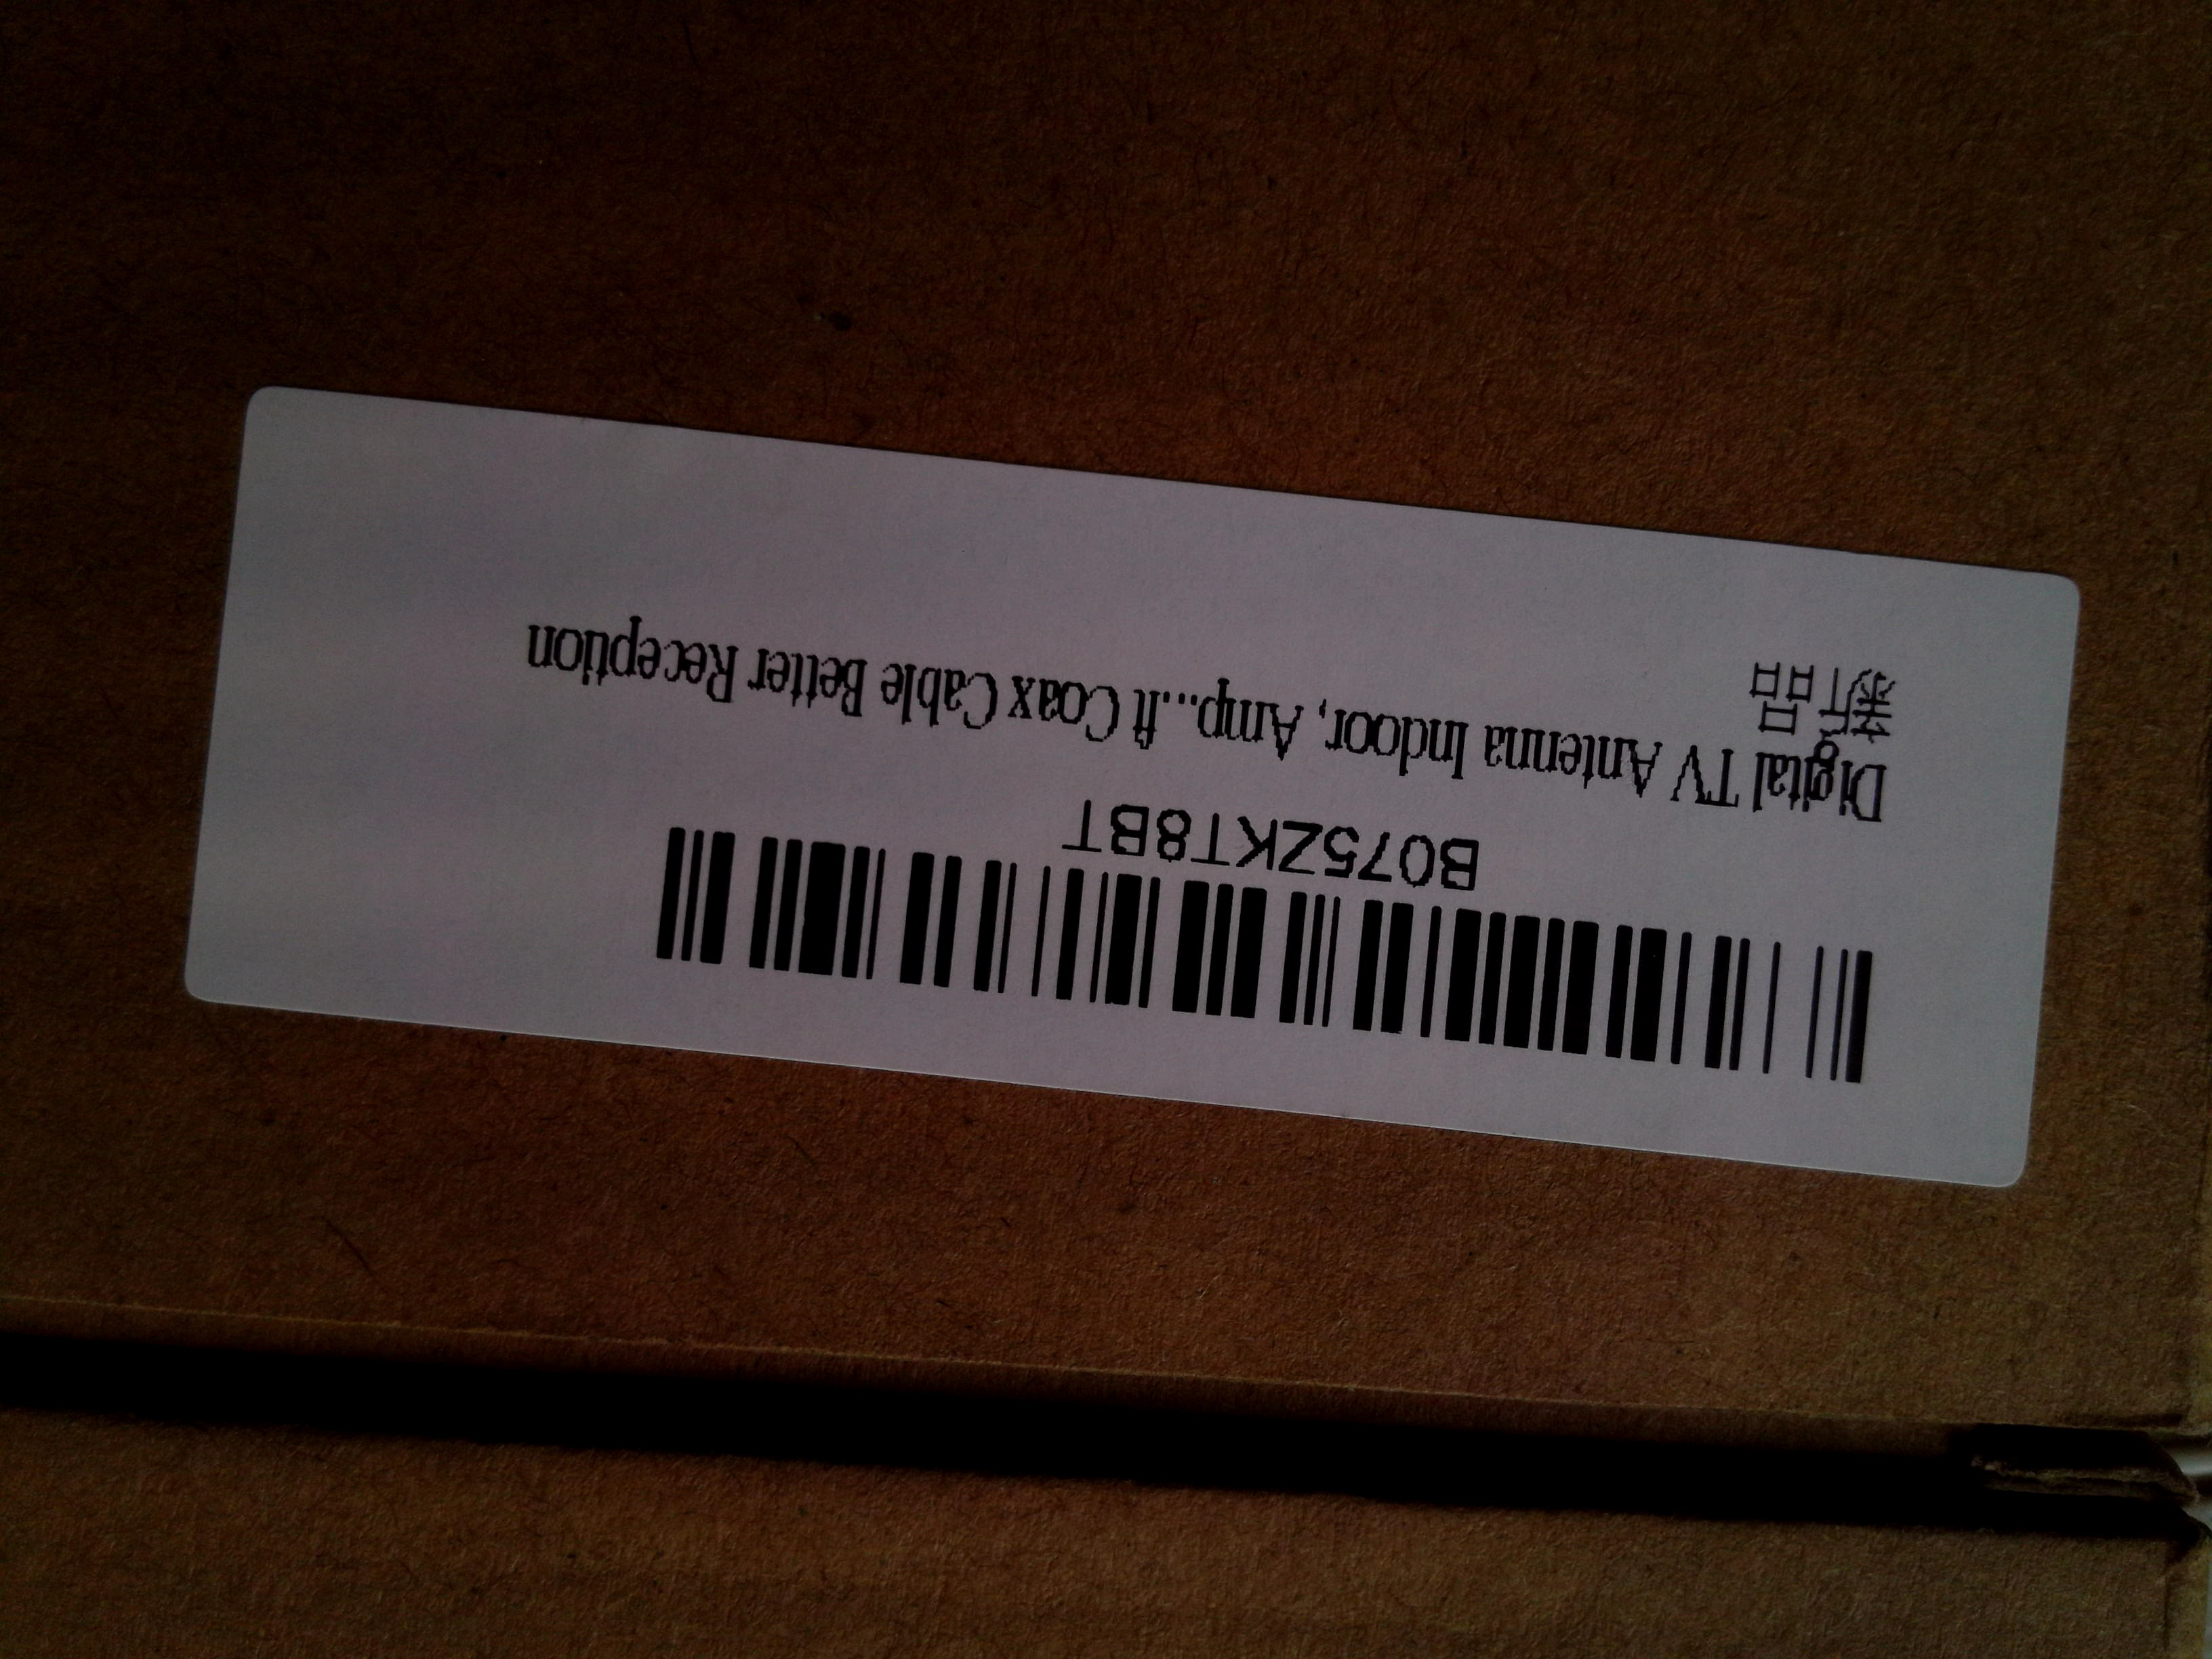 B075ZKT8BT
Digital TV Antenna Indoor, Amp...ft Coax Cable Better Reception
新品